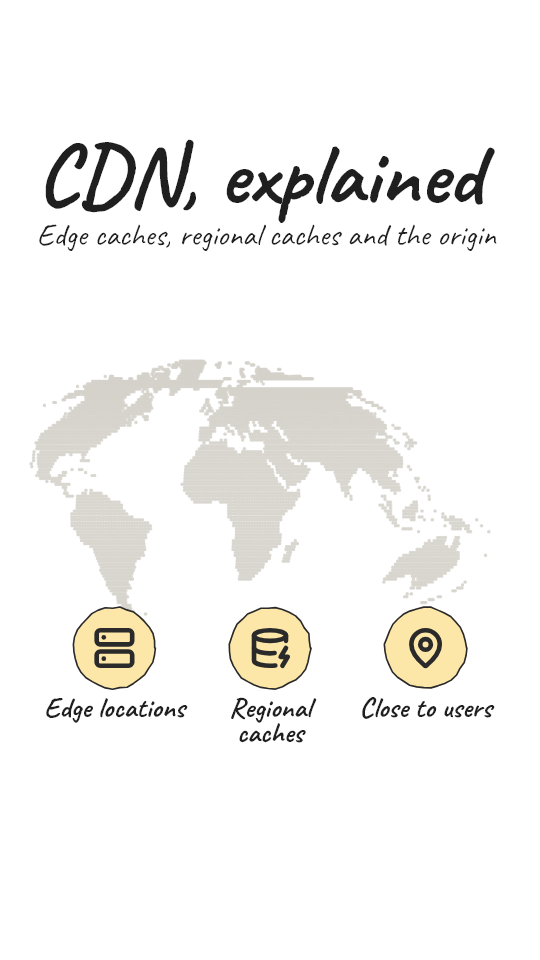 CDN, explained
Edge caches, regional caches and the origin
Edge locations
Regional
caches
Close to users